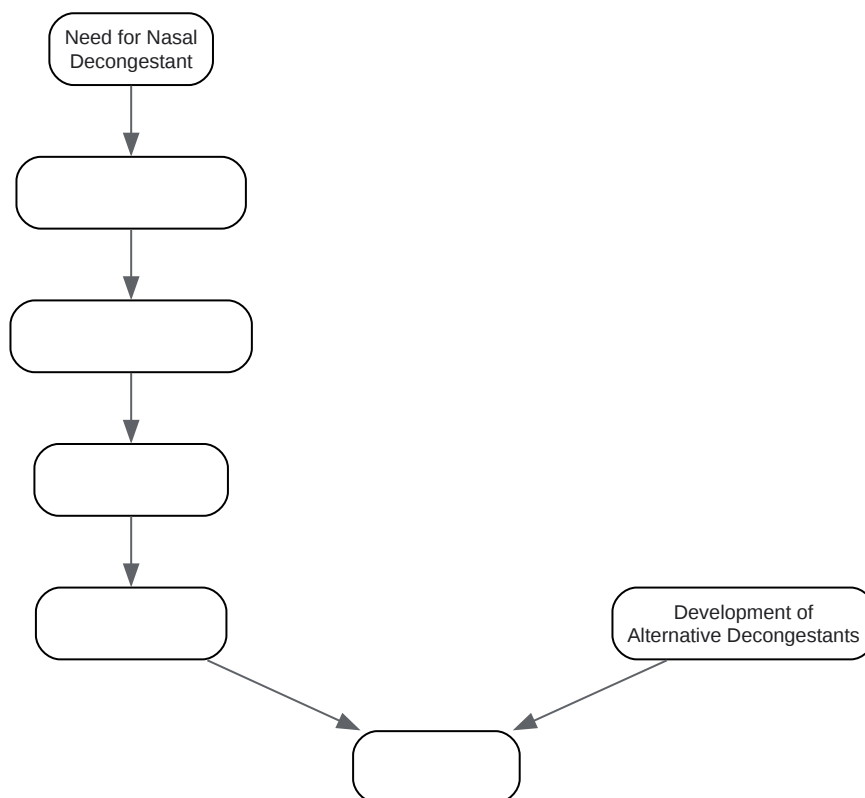 Need for Nasal
Decongestant
Development of
Alternative Decongestants